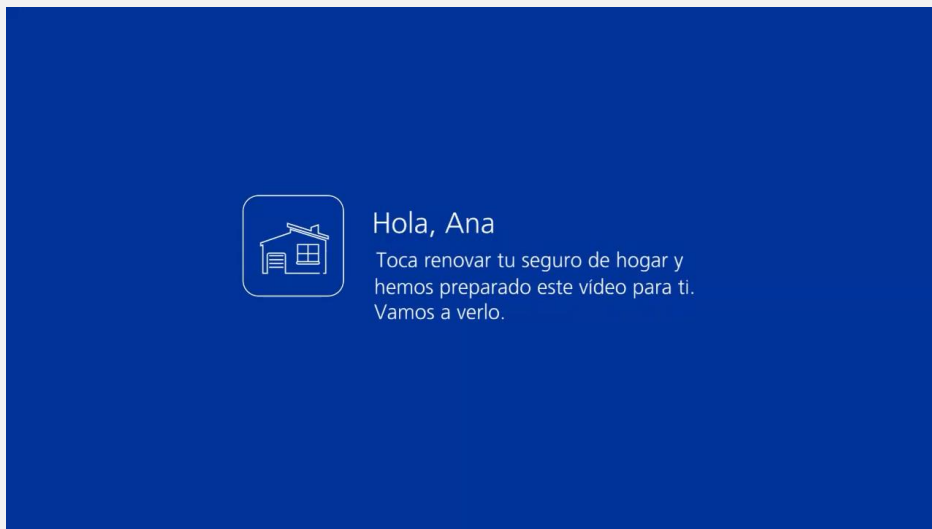 Hola, Ana
Toca renovar tu seguro de hogar y
hemos preparado este vídeo para ti.
Vamos a verlo.